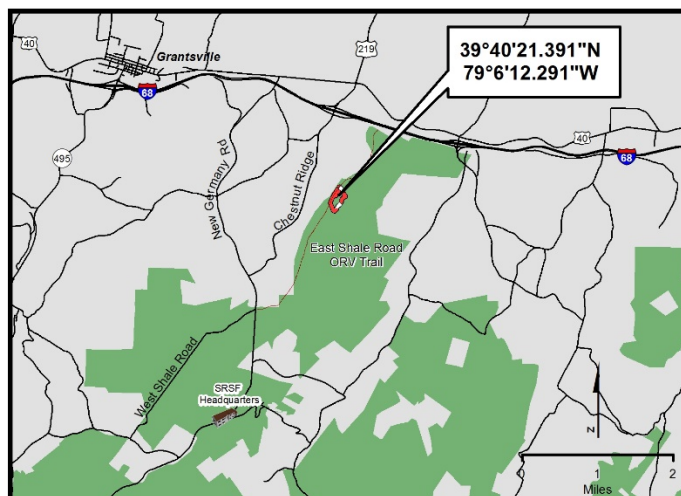 40
Grantsville
219
39°40'21.391"N
79°6'12.291"W
68
495
40
68
New Germany Rd
Chestnut Ridge
East Shale Road
ORV Trail
West Shale Road
SRSF
Headquarters
N
0
1
2
Miles